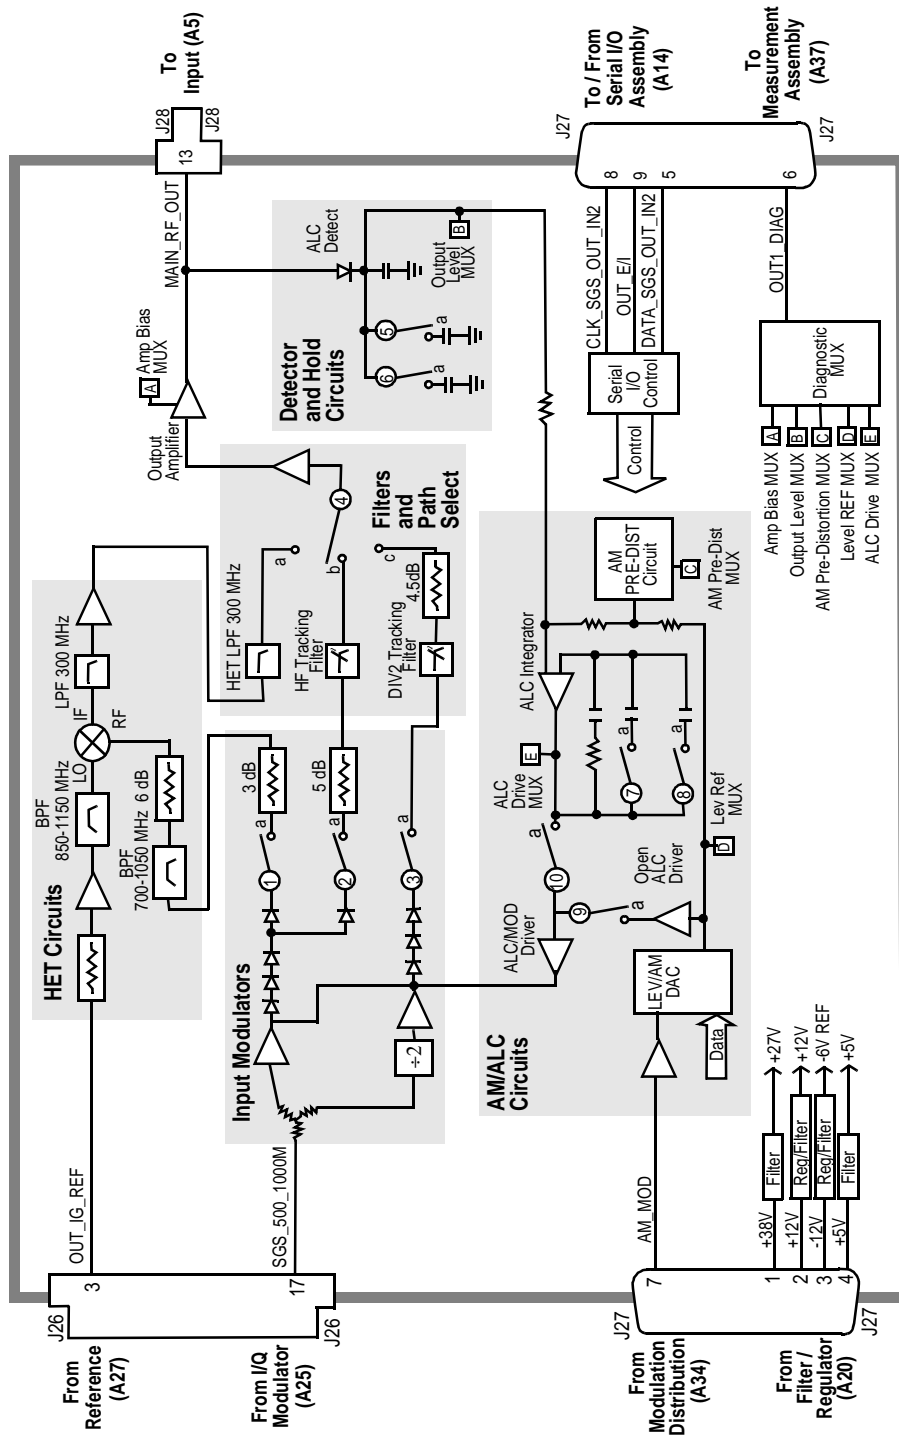 From
Reference
(A27)
J26
3
OUT_IG_REF
HET Circuits
BPF
850-1150 MHz
LO
IF
RF
LPF 300 MHz
BPF
700-1050 MHz
6 dB
From I/Q
Modulator
(A25)
17
J26
SGS_500_1000M
Input Modulators
÷2
1
a
3 dB
2
a
5 dB
3
a
HET LPF 300 MHz
HF Tracking
Filter
DIV2 Tracking
Filter
4.5dB
a
b
c
4
Filters
and
Path
Select
Output
Amplifier
A
Amp Bias
MUX
MAIN_RF_OUT
13
J28
J28
To
Input (A5)
Detector
and Hold
Circuits
ALC
Detect
6
a
5
a
B
Output
Level
MUX
AM/ALC
Circuits
ALC/MOD
Driver
10
a
9
a
Open
ALC
Driver
ALC
Drive
MUX
E
ALC Integrator
7
a
8
a
LEV/AM
DAC
Data
D
Lev Ref
MUX
AM
PRE-DIST
Circuit
C
AM Pre-Dist
MUX
From
Modulation
Distribution
(A34)
J27
7
AM_MOD
From
Filter /
Regulator
(A20)
J27
1
+38V
Filter
+27V
2
+12V
Reg/Filter
+12V
3
-12V
Reg/Filter
-6V REF
4
+5V
Filter
+5V
Control
Serial
I/O
Control
CLK_SGS_OUT_IN2
8
OUT_E/I
9
DATA_SGS_OUT_IN2
5
J27
To / From
Serial I/O
Assembly
(A14)
Amp Bias MUX A
Output Level MUX B
AM Pre-Distortion MUX C
Level REF MUX D
ALC Drive MUX E
Diagnostic
MUX
OUT1_DIAG
6
J27
To
Measurement
Assembly
(A37)